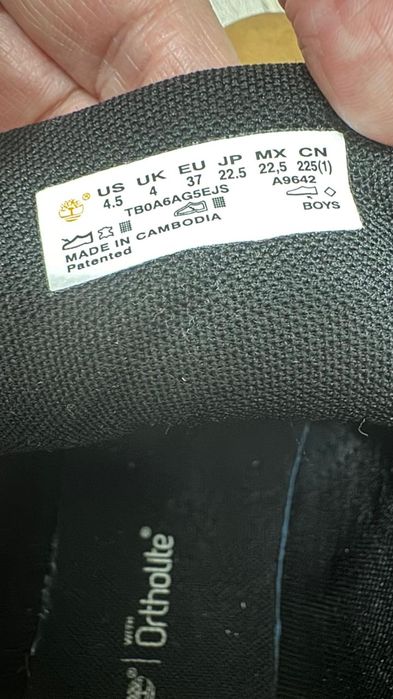 ® US UK EU JP MX CN
4.5 4 37 22.5 22,5 225(1)
TB0A6AG5EJS A9642
BOYS
MADE IN CAMBODIA
Patented
® | WITH Ortholite®